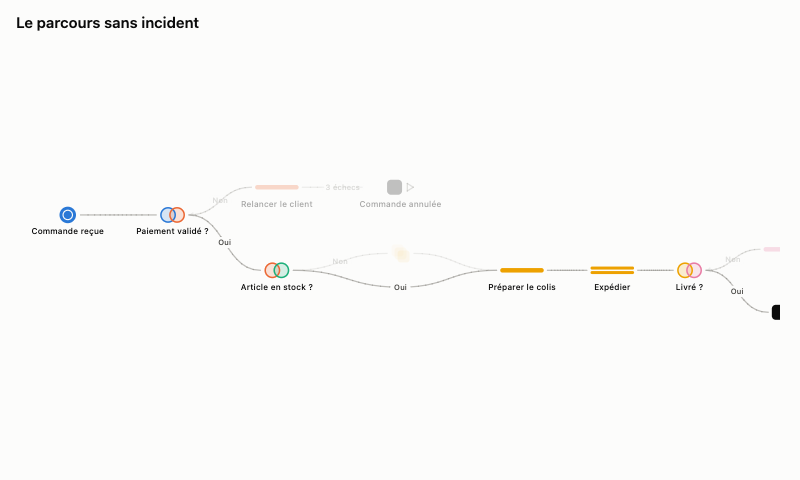 Le parcours sans incident
Non
3 échecs
Relancer le client
Commande annulée
Commande reçue
Paiement validé ?
Oui
Non
Non
Article en stock ?
Oui
Préparer le colis
Expédier
Livré ?
Oui